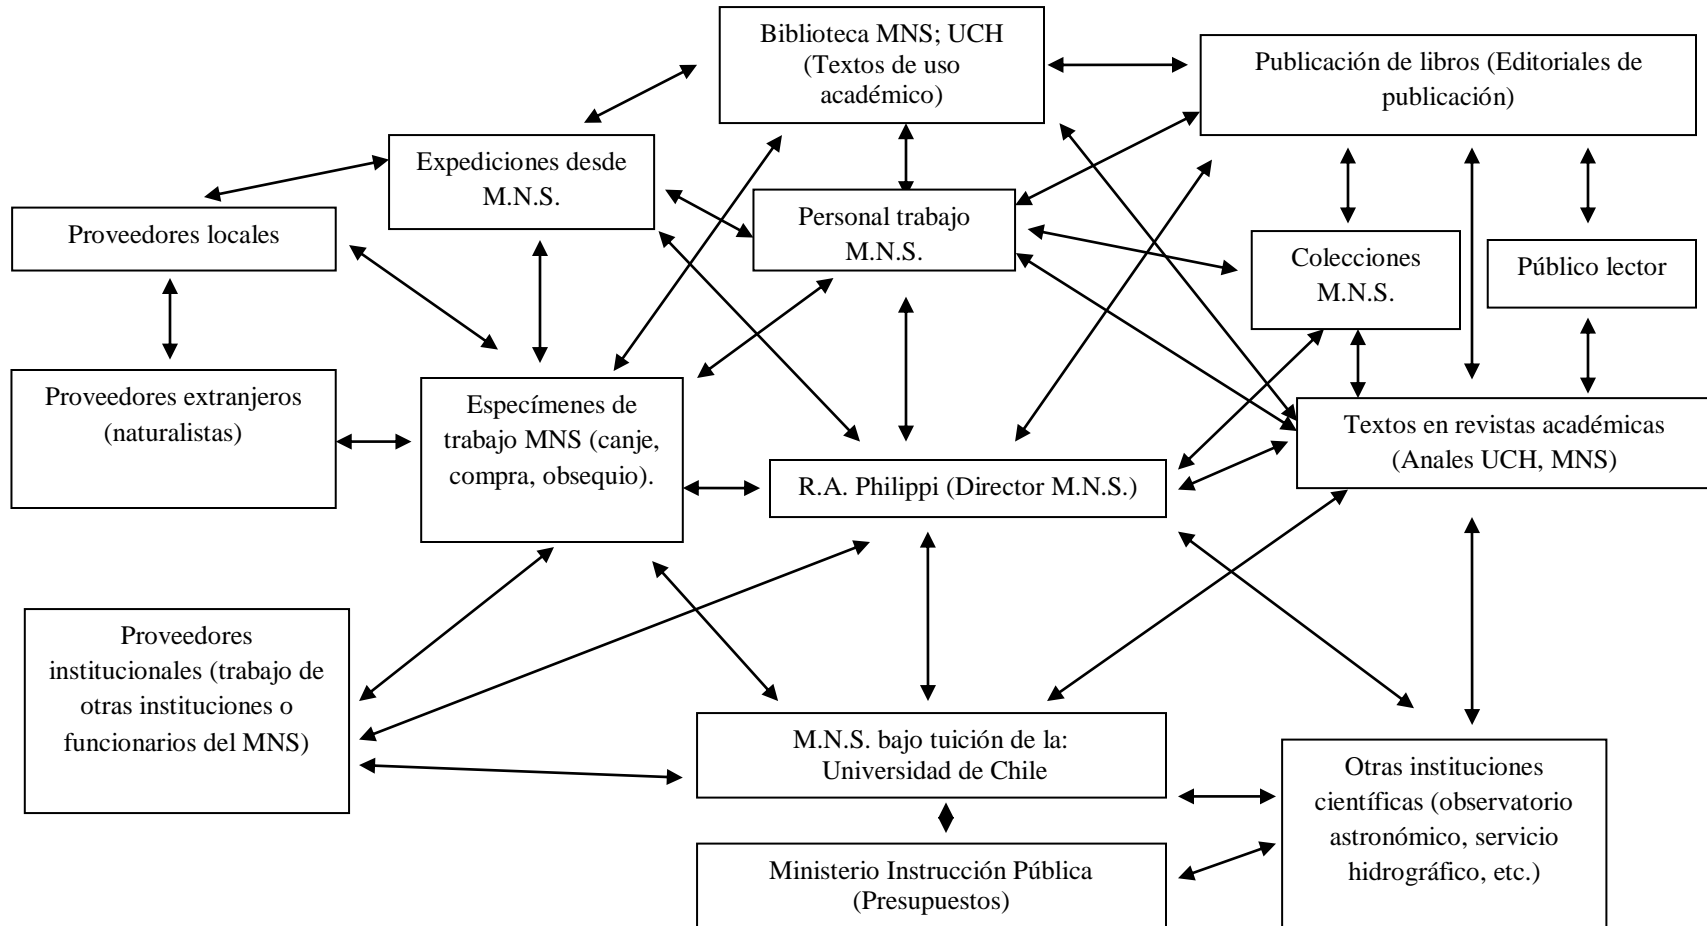 Biblioteca MNS; UCH
(Textos de uso
académico)
Publicación de libros (Editoriales de
publicación)
Expediciones desde
M.N.S.
Personal trabajo
M.N.S.
Proveedores locales
Colecciones
M.N.S.
Público lector
Proveedores extranjeros
(naturalistas)
Especímenes de
trabajo MNS (canje,
compra, obsequio).
R.A. Philippi (Director M.N.S.)
Textos en revistas académicas
(Anales UCH, MNS)
Proveedores
institucionales (trabajo de
otras instituciones o
funcionarios del MNS)
M.N.S. bajo tuición de la:
Universidad de Chile
Otras instituciones
científicas (observatorio
astronómico, servicio
hidrográfico, etc.)
Ministerio Instrucción Pública
(Presupuestos)